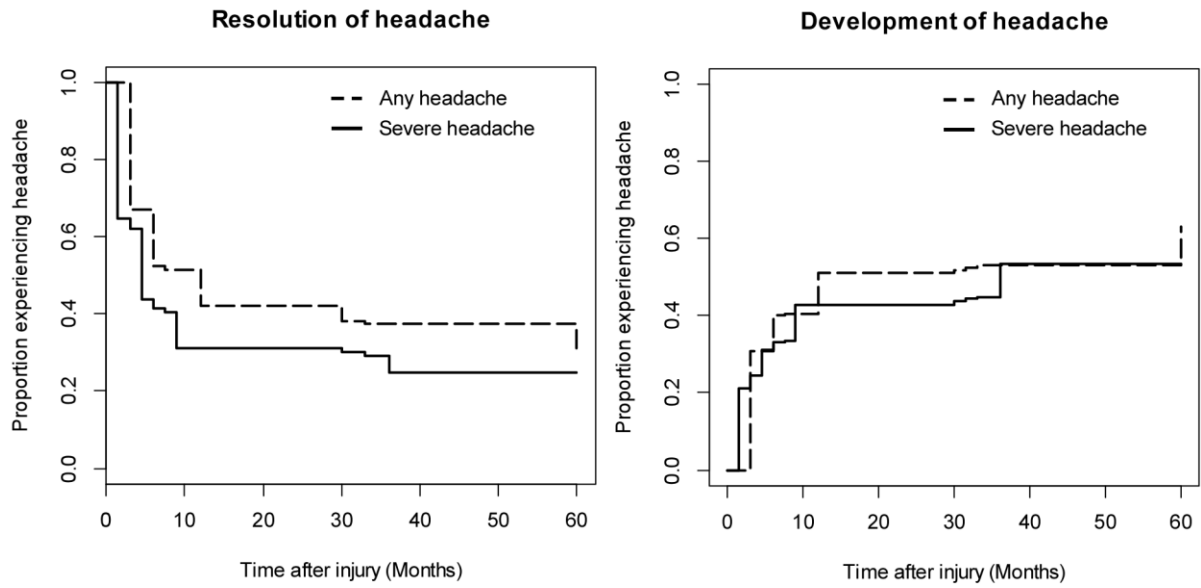 Resolution of headache
Proportion experiencing headache
1.0
0.8
0.6
0.4
0.2
0.0
Any headache
Severe headache
0 10 20 30 40 50 60
Time after injury (Months)
Development of headache
Proportion experiencing headache
1.0
0.8
0.6
0.4
0.2
0.0
Any headache
Severe headache
0 10 20 30 40 50 60
Time after injury (Months)